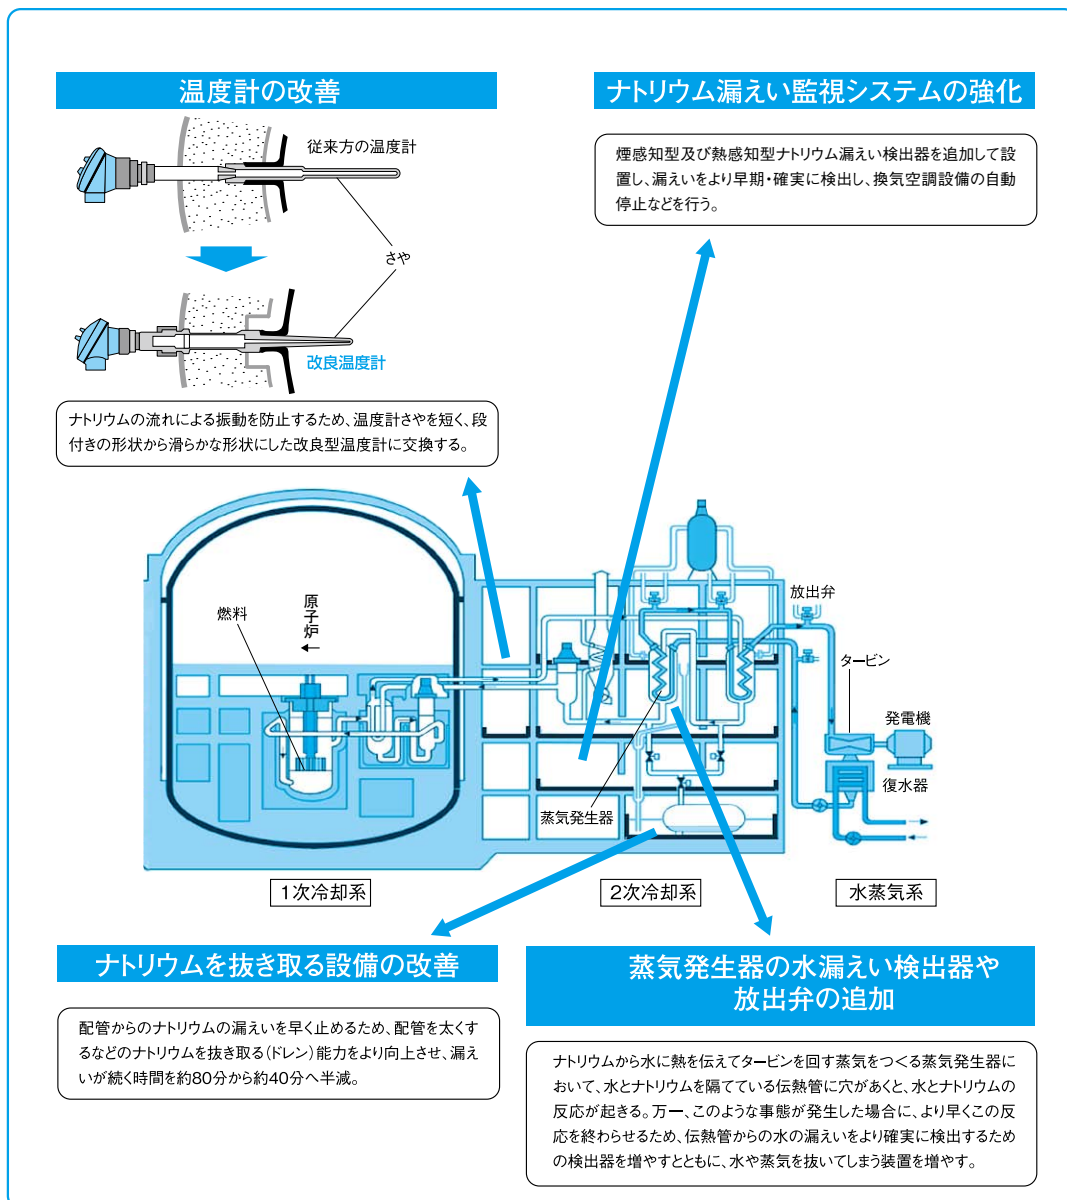 温度計の改善
従来方の温度計
さや
改良温度計
ナトリウムの流れによる振動を防止するため、温度計さやを短く、段
付きの形状から滑らかな形状にした改良型温度計に交換する。
ナトリウム漏えい監視システムの強化
煙感知型及び熱感知型ナトリウム漏えい検出器を追加して設
置し、漏えいをより早期・確実に検出し、換気空調設備の自動
停止などを行う。
燃料
原子炉
放出弁
タービン
発電機
復水器
蒸気発生器
1次冷却系
2次冷却系
水蒸気系
ナトリウムを抜き取る設備の改善
配管からのナトリウムの漏えいを早く止めるため、配管を太くす
るなどのナトリウムを抜き取る(ドレン)能力をより向上させ、漏え
いが続く時間を約80分から約40分へ半減。
蒸気発生器の水漏えい検出器や
放出弁の追加
ナトリウムから水に熱を伝えてタービンを回す蒸気をつくる蒸気発生器に
おいて、水とナトリウムを隔てている伝熱管に穴があくと、水とナトリウムの
反応が起きる。万一、このような事態が発生した場合に、より早くこの反
応を終わらせるため、伝熱管からの水の漏えいをより確実に検出するため
の検出器を増やすとともに、水や蒸気を抜いてしまう装置を増やす。